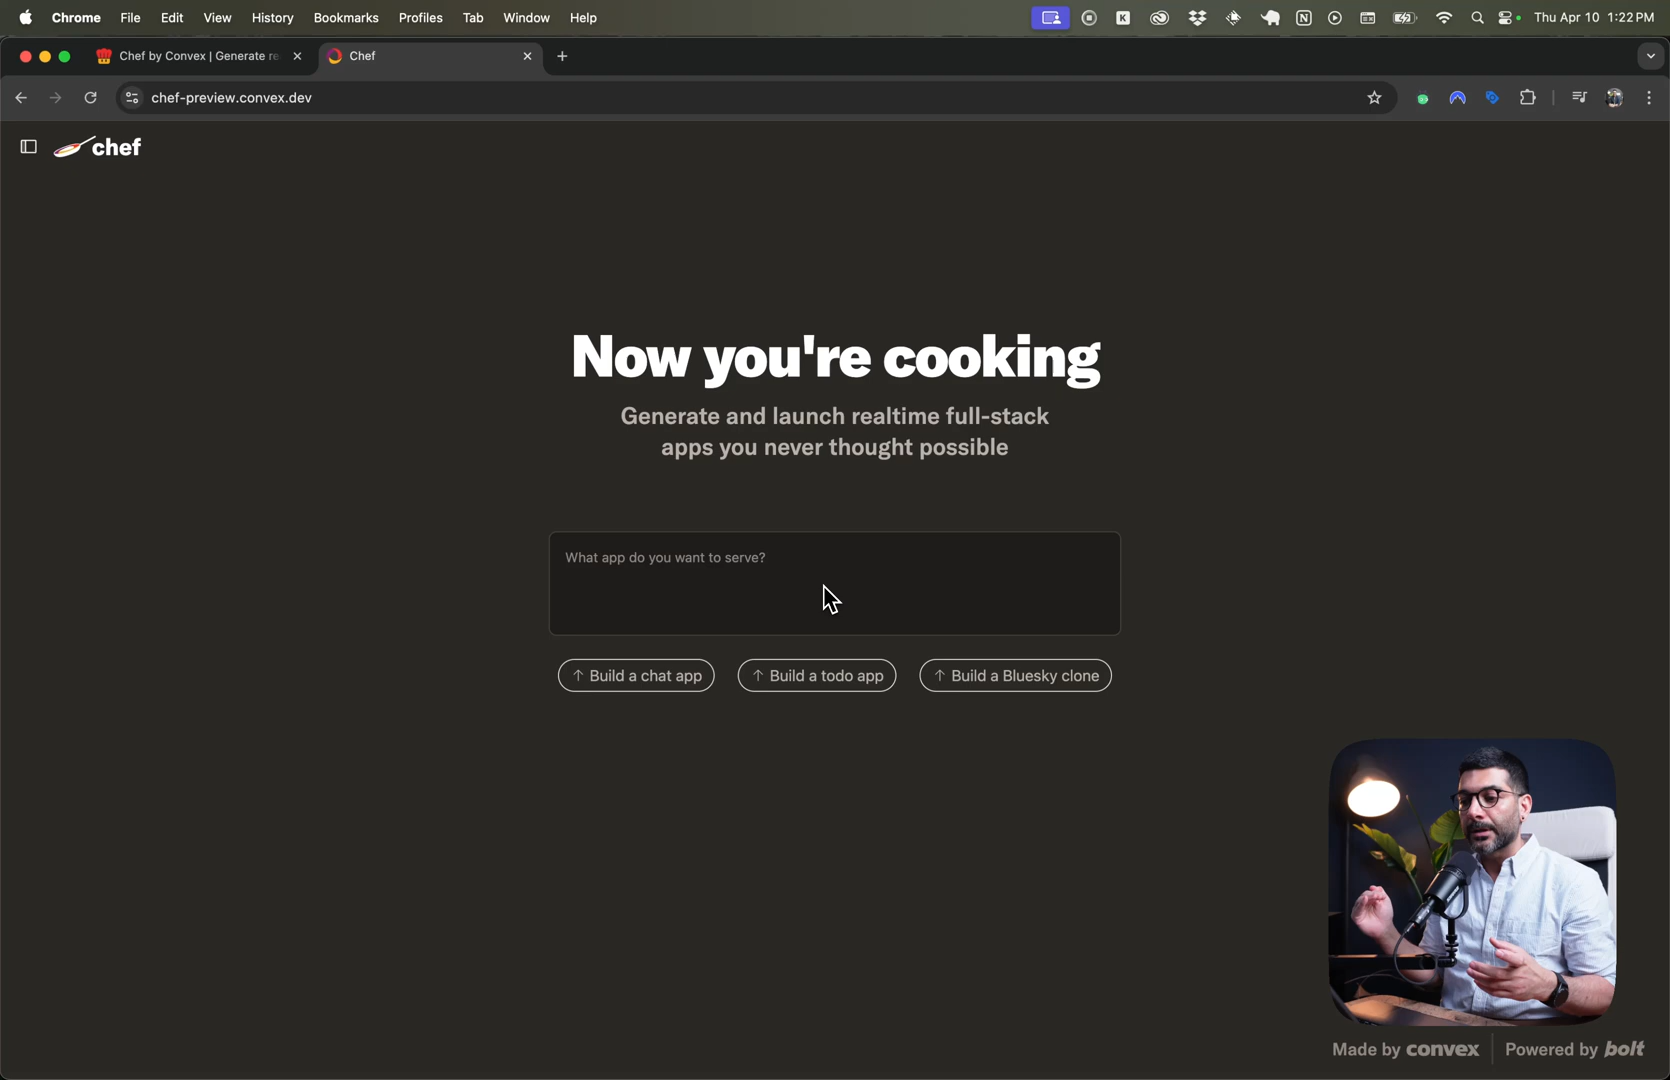 Chrome File Edit View History Bookmarks Profiles Tab Window Help Thu Apr 10 1:22 PM
Chef by Convex | Generate re
Chef
chef-preview.convex.dev
chef
Now you're cooking
Generate and launch realtime full-stack
apps you never thought possible
What app do you want to serve?
↑ Build a chat app
↑ Build a todo app
↑ Build a Bluesky clone
Made by convex
Powered by bolt